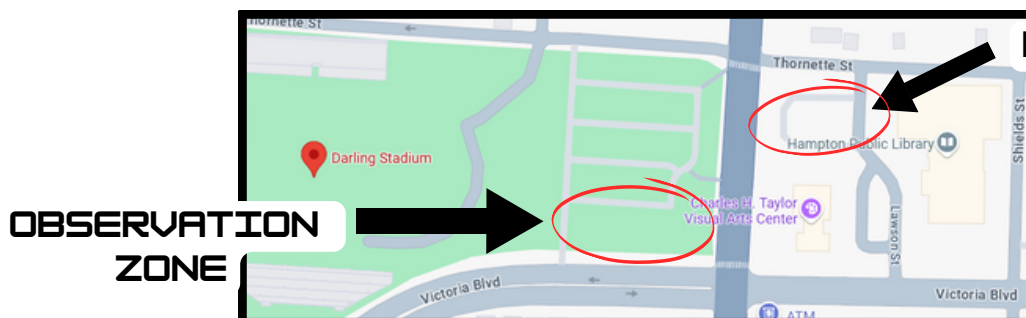 Thornette St
Thornette St
Shields St
Hampton Public Library
Darling Stadium
Charles H. Taylor
Visual Arts Center
OBSERVATION
ZONE
Lawson St
Victoria Blvd
Victoria Blvd
ATM